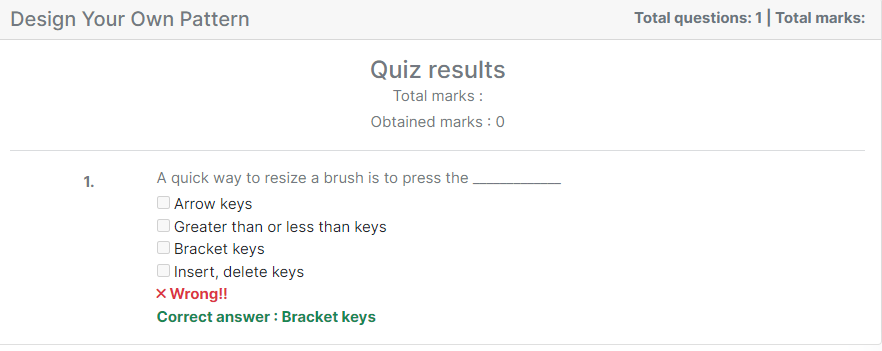 Design Your Own Pattern
Total questions: 1 | Total marks:
Quiz results
Total marks :
Obtained marks : 0
1. A quick way to resize a brush is to press the ____________
Arrow keys
Greater than or less than keys
Bracket keys
Insert, delete keys
✕ Wrong!!
Correct answer : Bracket keys